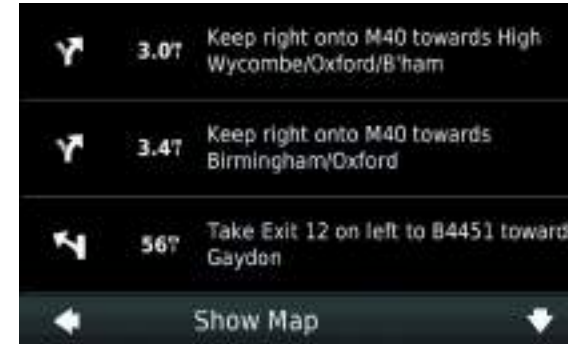 3.0
Keep right onto M40 towards High
Wycombe/Oxford/B'ham
3.4
Keep right onto M40 towards
Birmingham/Oxford
56
Take Exit 12 on left to B4451 toward
Gaydon
Show Map